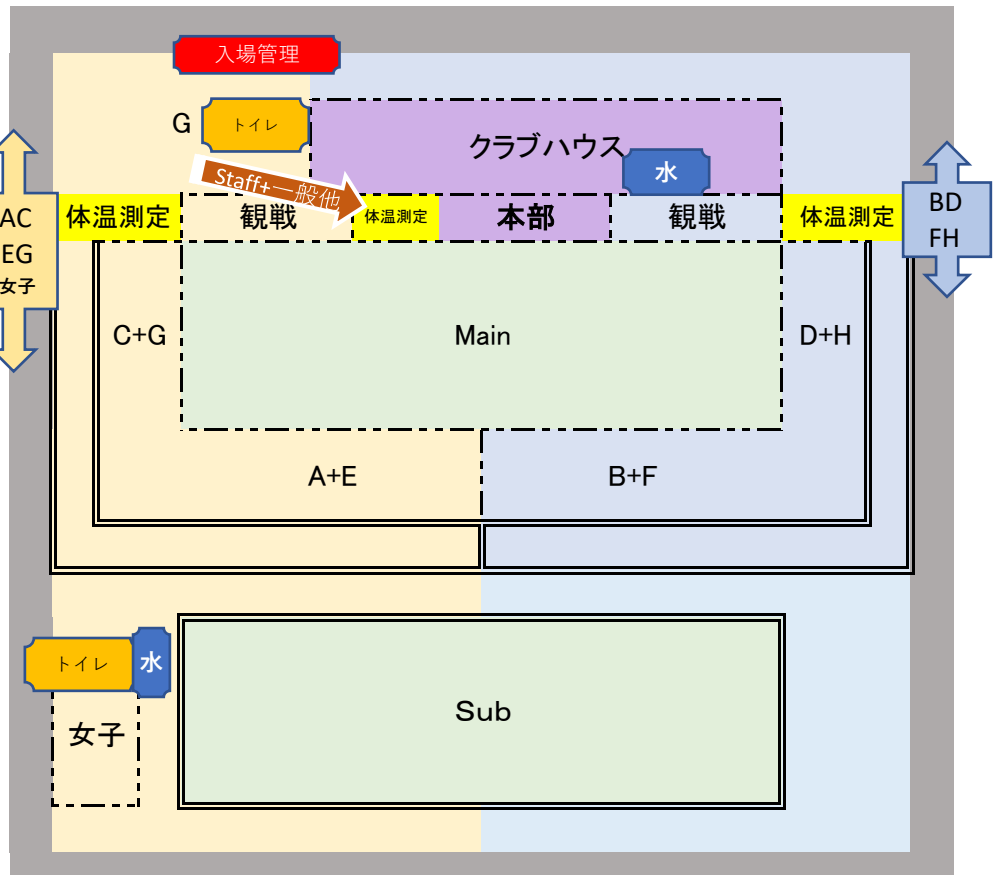 入場管理
G
トイレ
クラブハウス
水
Staff+一般他
AC
EG
女子
体温測定
観戦
体温測定
本部
観戦
体温測定
BD
FH
C+G
Main
D+H
A+E
B+F
トイレ
水
女子
Sub